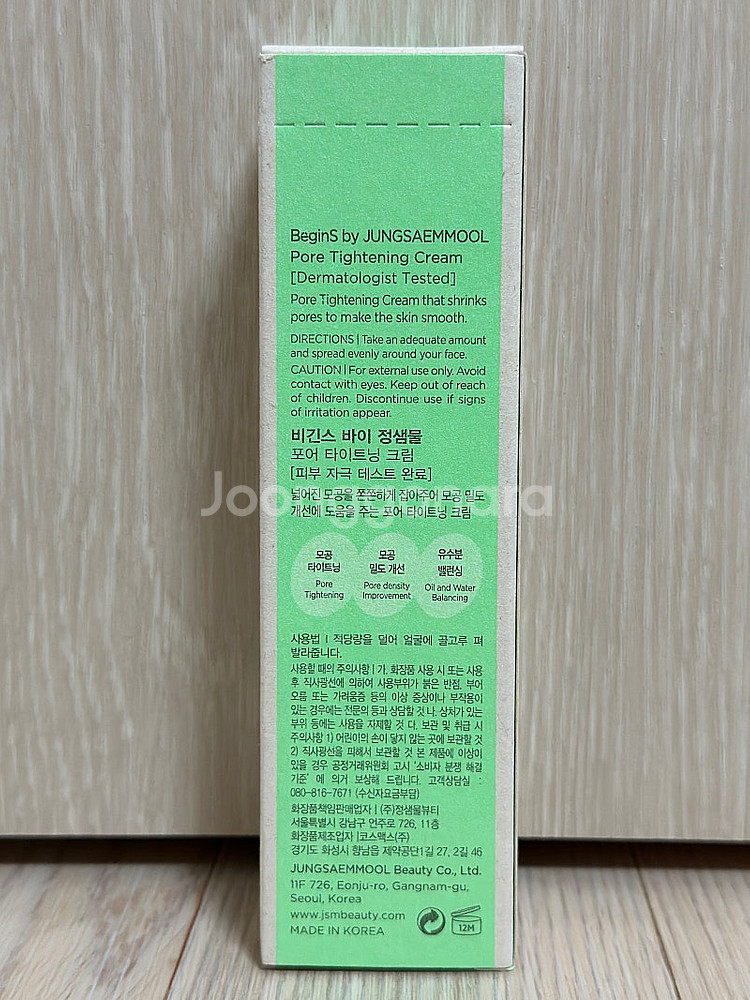 BeginS by JUNGSAEMMOOL
Pore Tightening Cream
[Dermatologist Tested]
Pore Tightening Cream that shrinks
pores to make the skin smooth.
DIRECTIONS | Take an adequate amount
and spread evenly around your face.
CAUTION | For external use only. Avoid
contact with eyes. Keep out of reach
of children. Discontinue use if signs
of irritation appear.
비긴스 바이 정샘물
포어 타이트닝 크림
[피부 자극 테스트 완료]
늘어진 모공을 쫀쫀하게 잡아주어 모공 밀도
개선에 도움을 주는 포어 타이트닝 크림
모공
타이트닝
Pore
Tightening
모공
밀도 개선
Pore density
Improvement
유수분
밸런싱
Oil and Water
Balancing
사용법 | 적당량을 덜어 얼굴에 골고루 펴
발라줍니다.
사용할 때의 주의사항 | 가. 화장품 사용 시 또는 사용
후 직사광선에 의하여 사용부위가 붉은 반점, 부어
오름 또는 가려움증 등의 이상 증상이나 부작용이
있는 경우에는 전문의 등과 상담할 것 나. 상처가 있는
부위 등에는 사용을 자제할 것 다. 보관 및 취급 시
주의사항 1) 어린이의 손이 닿지 않는 곳에 보관할 것
2) 직사광선을 피해서 보관할 것 본 제품에 이상이
있을 경우 공정거래위원회 고시 '소비자 분쟁 해결
기준' 에 의거 보상해 드립니다. 고객상담실 :
080-816-7671 (수신자요금부담)
화장품책임판매업자 | (주)정샘물뷰티
서울특별시 강남구 언주로 726, 11층
화장품제조업자 | 코스맥스(주)
경기도 화성시 향남읍 제약공단1길 27, 2길 46
JUNGSAEMMOOL Beauty Co., Ltd.
11F 726, Eonju-ro, Gangnam-gu,
Seoul, Korea
www.jsmbeauty.com
MADE IN KOREA
12M